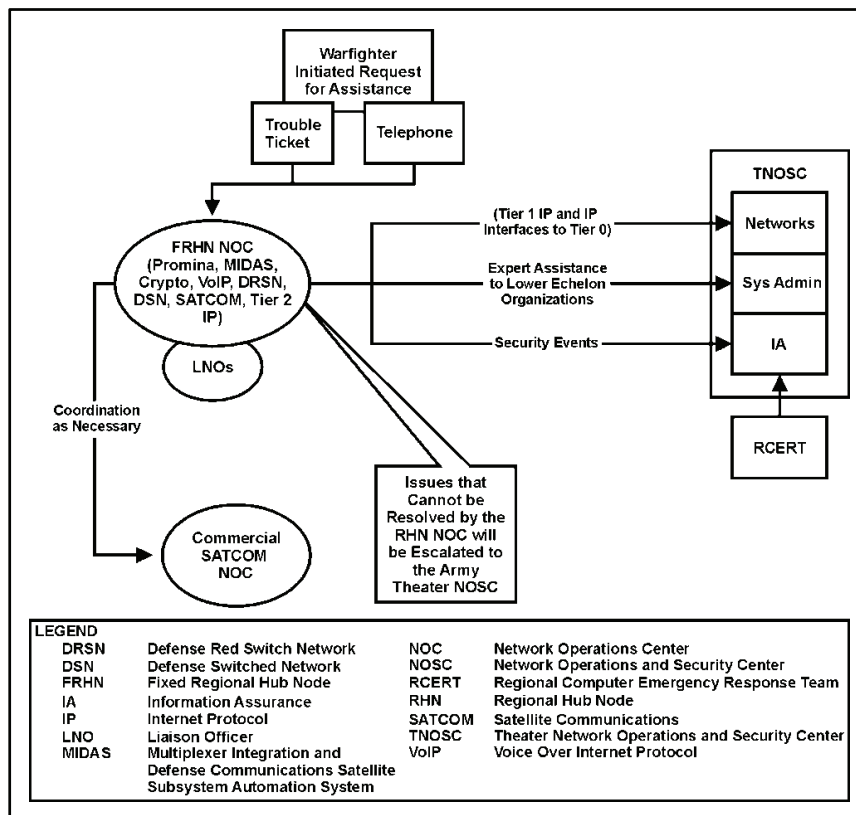 Warfighter
Initiated Request
for Assistance
Trouble
Ticket
Telephone
FRHN NOC
(Promina, MIDAS,
Crypto, VoIP, DRSN,
DSN, SATCOM, Tier 2
IP)
LNOs
Coordination
as Necessary
Commercial
SATCOM
NOC
(Tier 1 IP and IP
Interfaces to Tier 0)
Expert Assistance
to Lower Echelon
Organizations
Security Events
TNOSC
Networks
Sys Admin
IA
RCERT
Issues that
Cannot be
Resolved by the
RHN NOC will
be Escalated to
the Army
Theater NOSC
LEGEND
DRSN Defense Red Switch Network
DSN Defense Switched Network
FRHN Fixed Regional Hub Node
IA Information Assurance
IP Internet Protocol
LNO Liaison Officer
MIDAS Multiplexer Integration and
Defense Communications Satellite
Subsystem Automation System
NOC Network Operations Center
NOSC Network Operations and Security Center
RCERT Regional Computer Emergency Response Team
RHN Regional Hub Node
SATCOM Satellite Communications
TNOSC Theater Network Operations and Security Center
VoIP Voice Over Internet Protocol